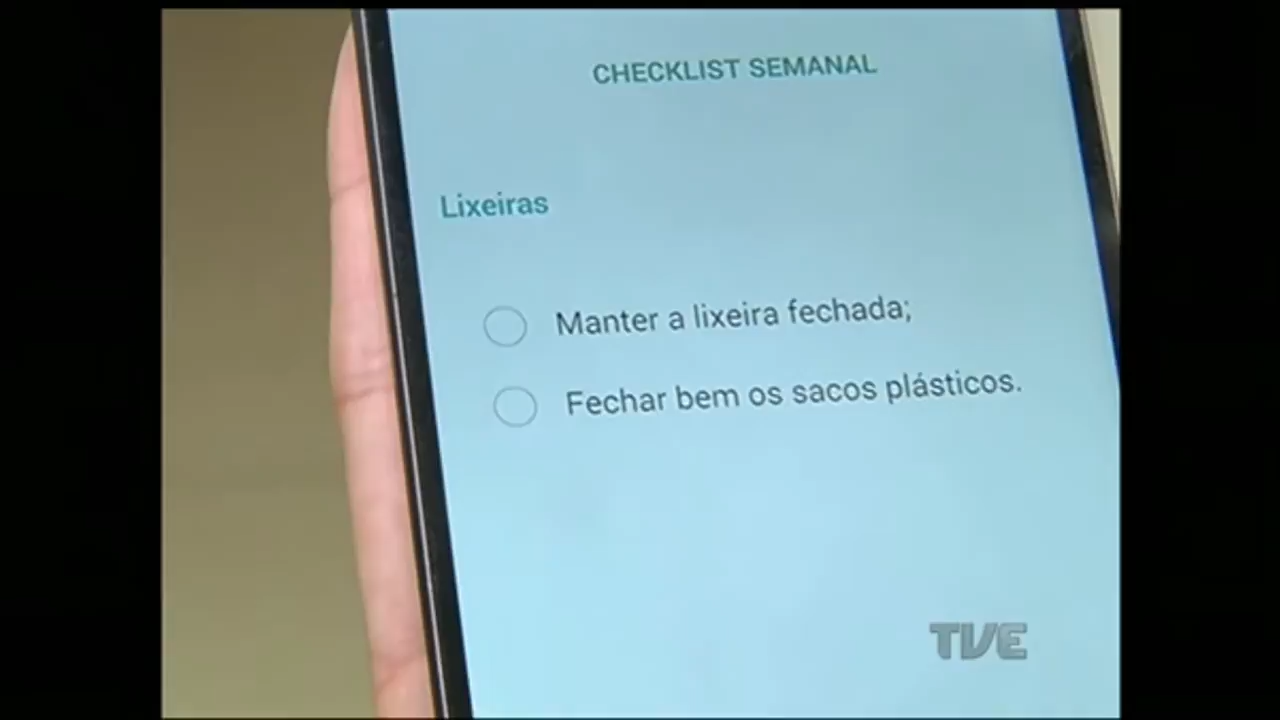 CHECKLIST SEMANAL
Lixeiras
Manter a lixeira fechada;
Fechar bem os sacos plásticos.
TVE